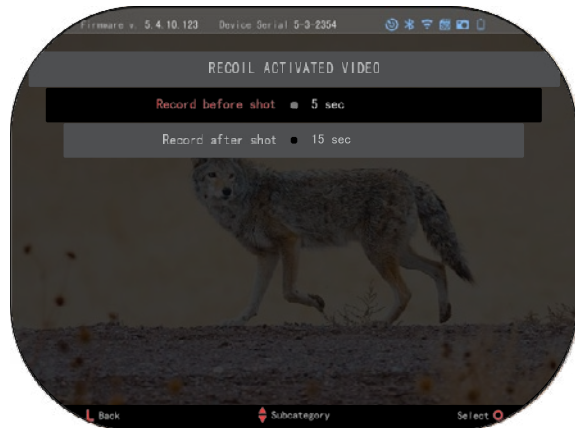 Firmware v. 5.4.10.123 Device Serial 5-3-2354
RECOIL ACTIVATED VIDEO
Record before shot 5 sec
Record after shot 15 sec
L Back Subcategory Select